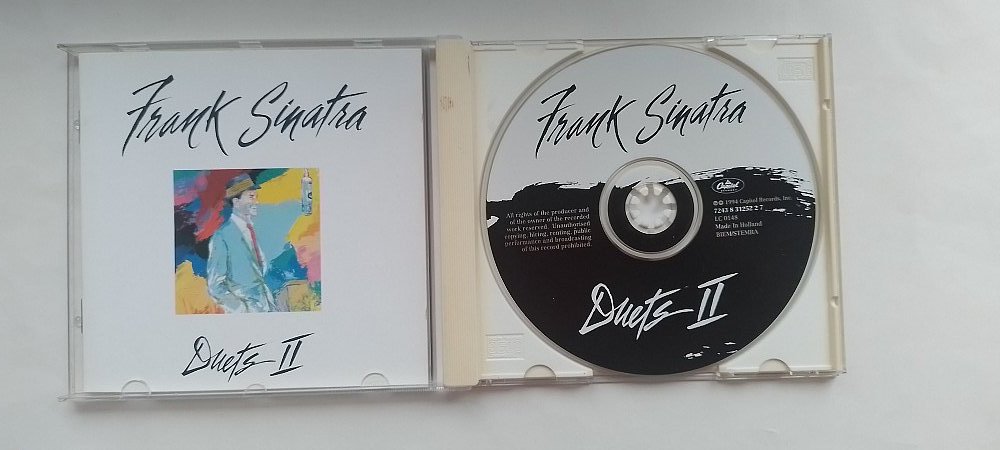 Frank Sinatra
Duets II
Frank Sinatra
Capitol
All rights of the producer and
of the owner of the recorded
work reserved. Unauthorised
copying, hiring, renting, public
performance and broadcasting
of this record prohibited.
℗© 1994 Capitol Records, Inc.
7243 8 31252 2 7
LC 0148
Made in Holland
BIEM/STEMRA
Duets II